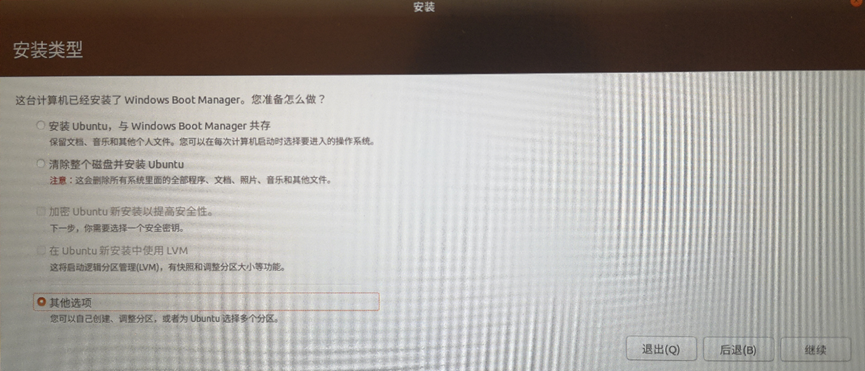 安装
安装类型
这台计算机已经安装了 Windows Boot Manager。您准备怎么做？
安装 Ubuntu，与 Windows Boot Manager 共存
保留文档、音乐和其他个人文件。您可以在每次计算机启动时选择要进入的操作系统。
清除整个磁盘并安装 Ubuntu
注意：这会删除所有系统里面的全部程序、文档、照片、音乐和其他文件。
加密 Ubuntu 新安装以提高安全性。
下一步，你需要选择一个安全密钥。
在 Ubuntu 新安装中使用 LVM
这将启动逻辑分区管理(LVM)，有快照和调整分区大小等功能。
其他选项
您可以自己创建、调整分区，或者为 Ubuntu 选择多个分区。
退出(Q) 后退(B) 继续